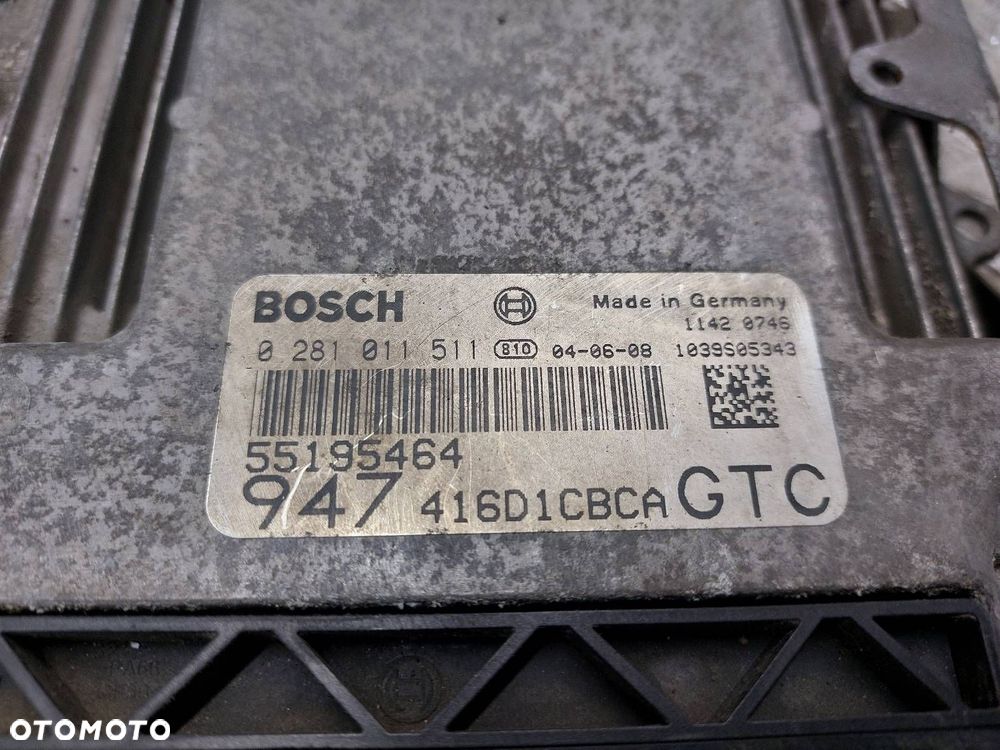 BOSCH
Made in Germany
1142 0746
0 281 011 511 810 04-06-08 1039S05343
55195464
947 416D1CBCA GTC
OTOMOTO
OTOMOTO